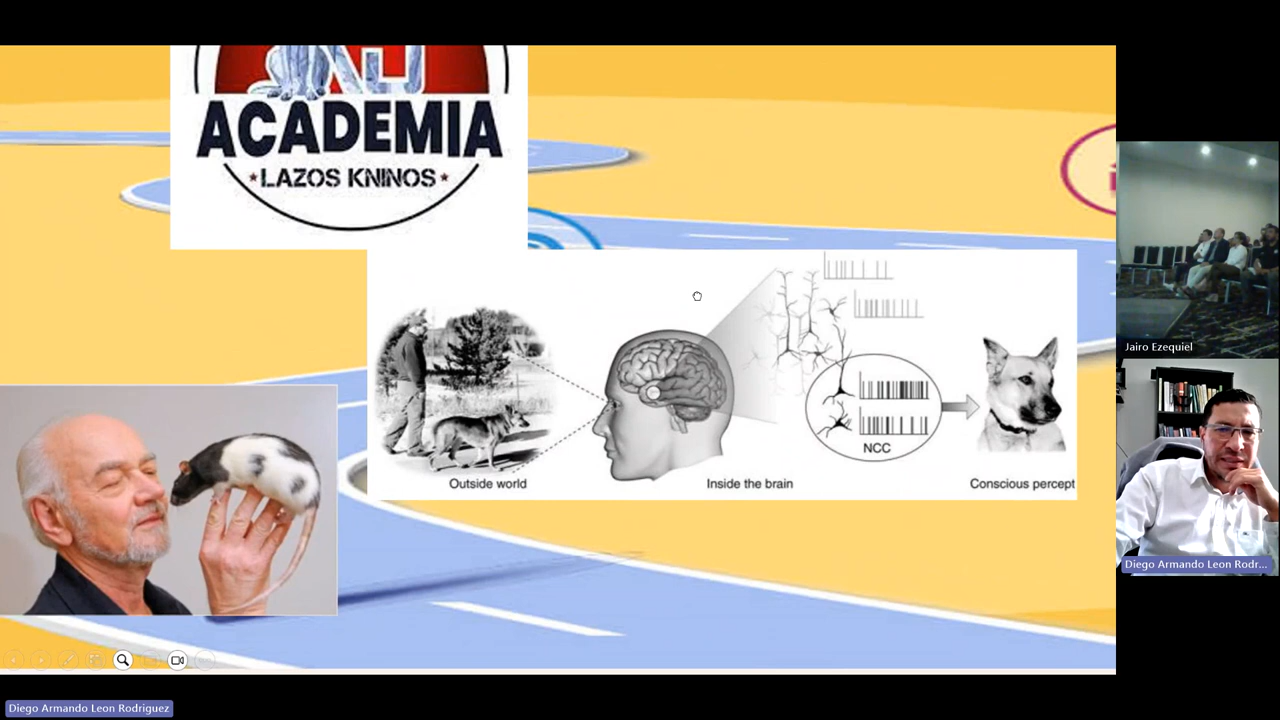 ACADEMIA
LAZOS KNINOS
NCC
Outside world
Inside the brain
Conscious percept
Jairo Ezequiel
Diego Armando Leon Rodr...
Diego Armando Leon Rodriguez